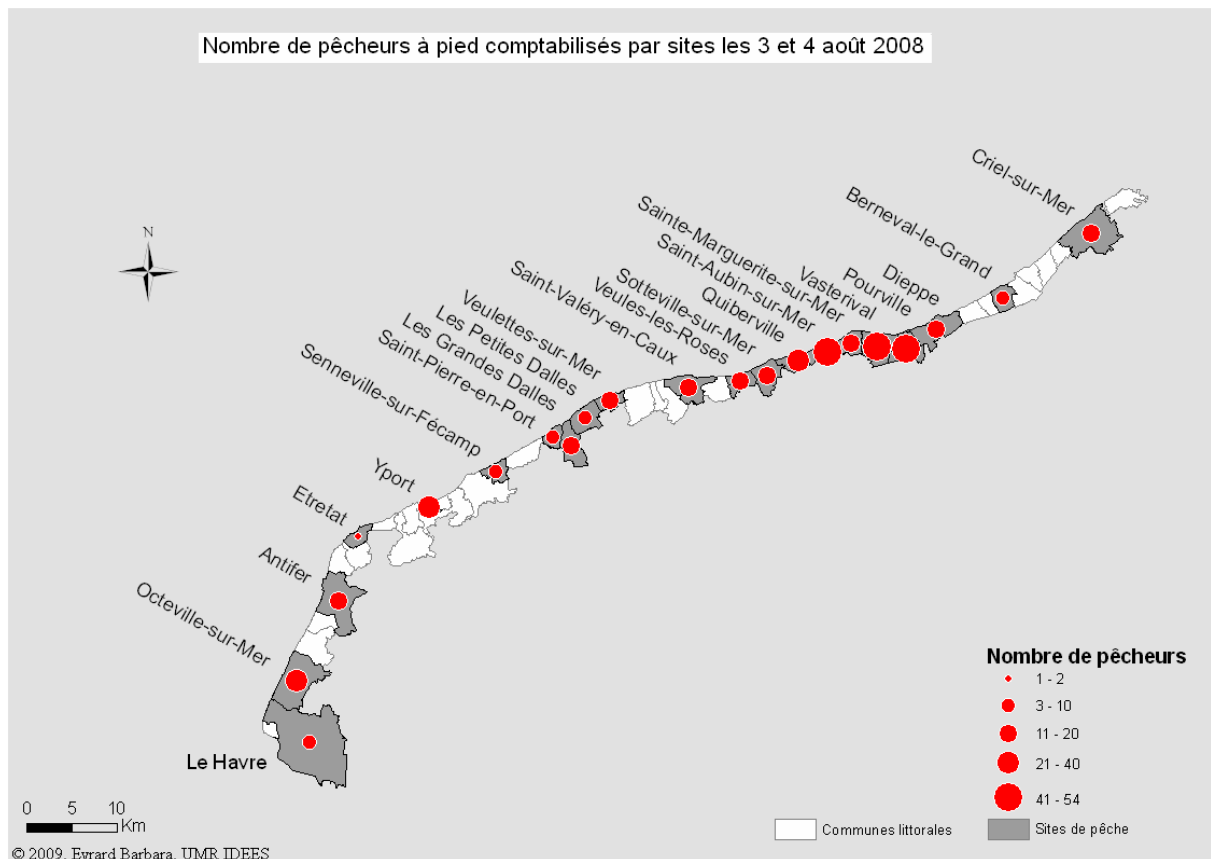 Nombre de pêcheurs à pied comptabilisés par sites les 3 et 4 août 2008
N
Criel-sur-Mer
Berneval-le-Grand
Dieppe
Pourville
Vasterival
Sainte-Marguerite-sur-Mer
Saint-Aubin-sur-Mer
Quiberville
Sotteville-sur-Mer
Veules-les-Roses
Saint-Valéry-en-Caux
Veulettes-sur-Mer
Les Petites Dalles
Les Grandes Dalles
Saint-Pierre-en-Port
Senneville-sur-Fécamp
Yport
Etretat
Antifer
Octeville-sur-Mer
Le Havre
Nombre de pêcheurs
1 - 2
3 - 10
11 - 20
21 - 40
41 - 54
0 5 10
Km
Communes littorales
Sites de pêche
© 2009, Evrard Barbara, UMR IDEES